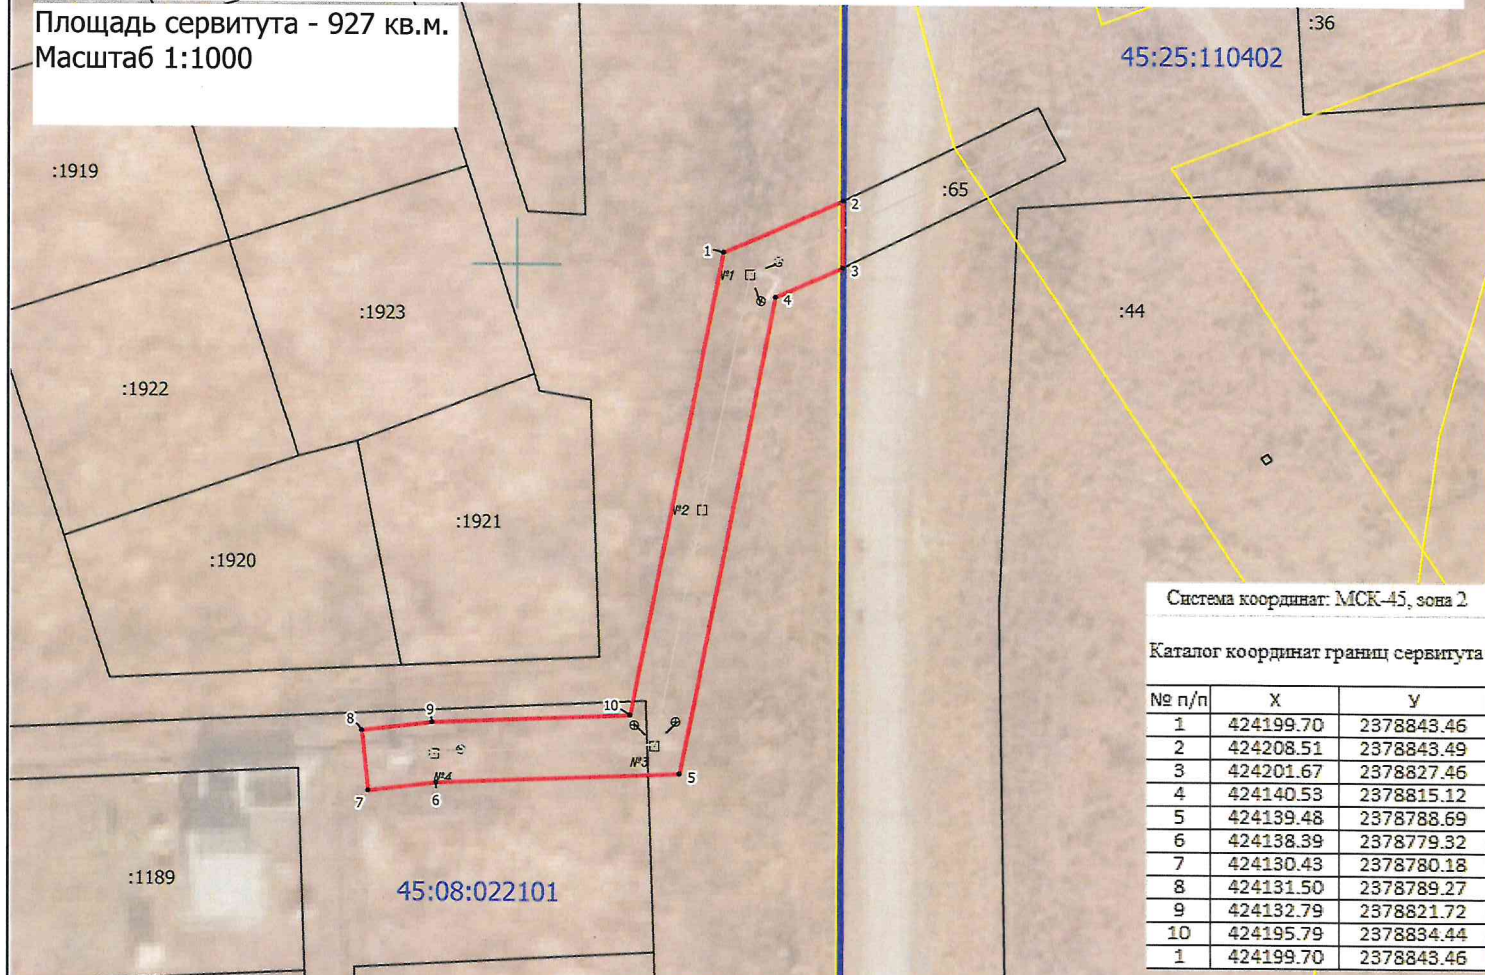 Площадь сервитута - 927 кв.м.
Масштаб 1:1000
:36
45:25:110402
:1919
:65
2
1
3
№1
4
:1923
:44
:1922
№2
:1921
:1920
Система координат: МСК-45, зона 2
Каталог координат границ сервитута
№ п/п X У
1 424199.70 2378843.46
2 424208.51 2378843.49
3 424201.67 2378827.46
4 424140.53 2378815.12
5 424139.48 2378788.69
6 424138.39 2378779.32
7 424130.43 2378780.18
8 424131.50 2378789.27
9 424132.79 2378821.72
10 424195.79 2378834.44
1 424199.70 2378843.46
10
9
8
№3
№4
5
7
6
:1189
45:08:022101